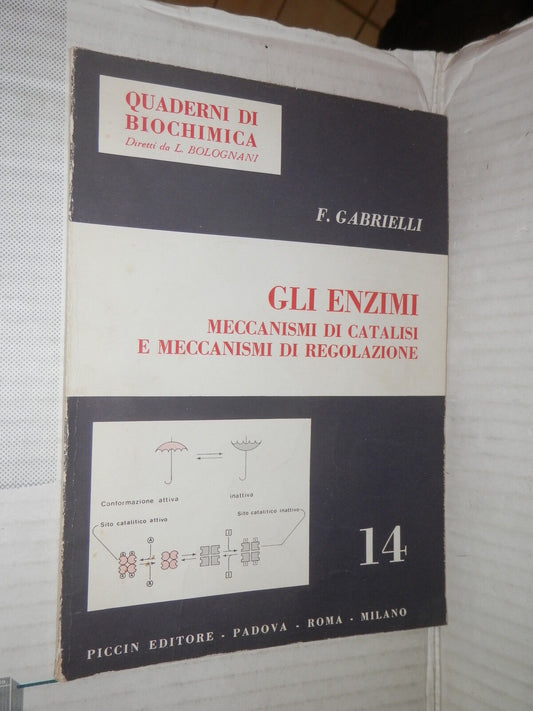 QUADERNI DI
BIOCHIMICA
Diretti da L. BOLOGNANI
F. GABRIELLI
GLI ENZIMI
MECCANISMI DI CATALISI
E MECCANISMI DI REGOLAZIONE
Conformazione attiva
inattiva
Sito catalitico attivo
Sito catalitico inattivo
A
A
A
A
A
A
I
I
I
I
I
I
14
PICCIN EDITORE - PADOVA - ROMA - MILANO